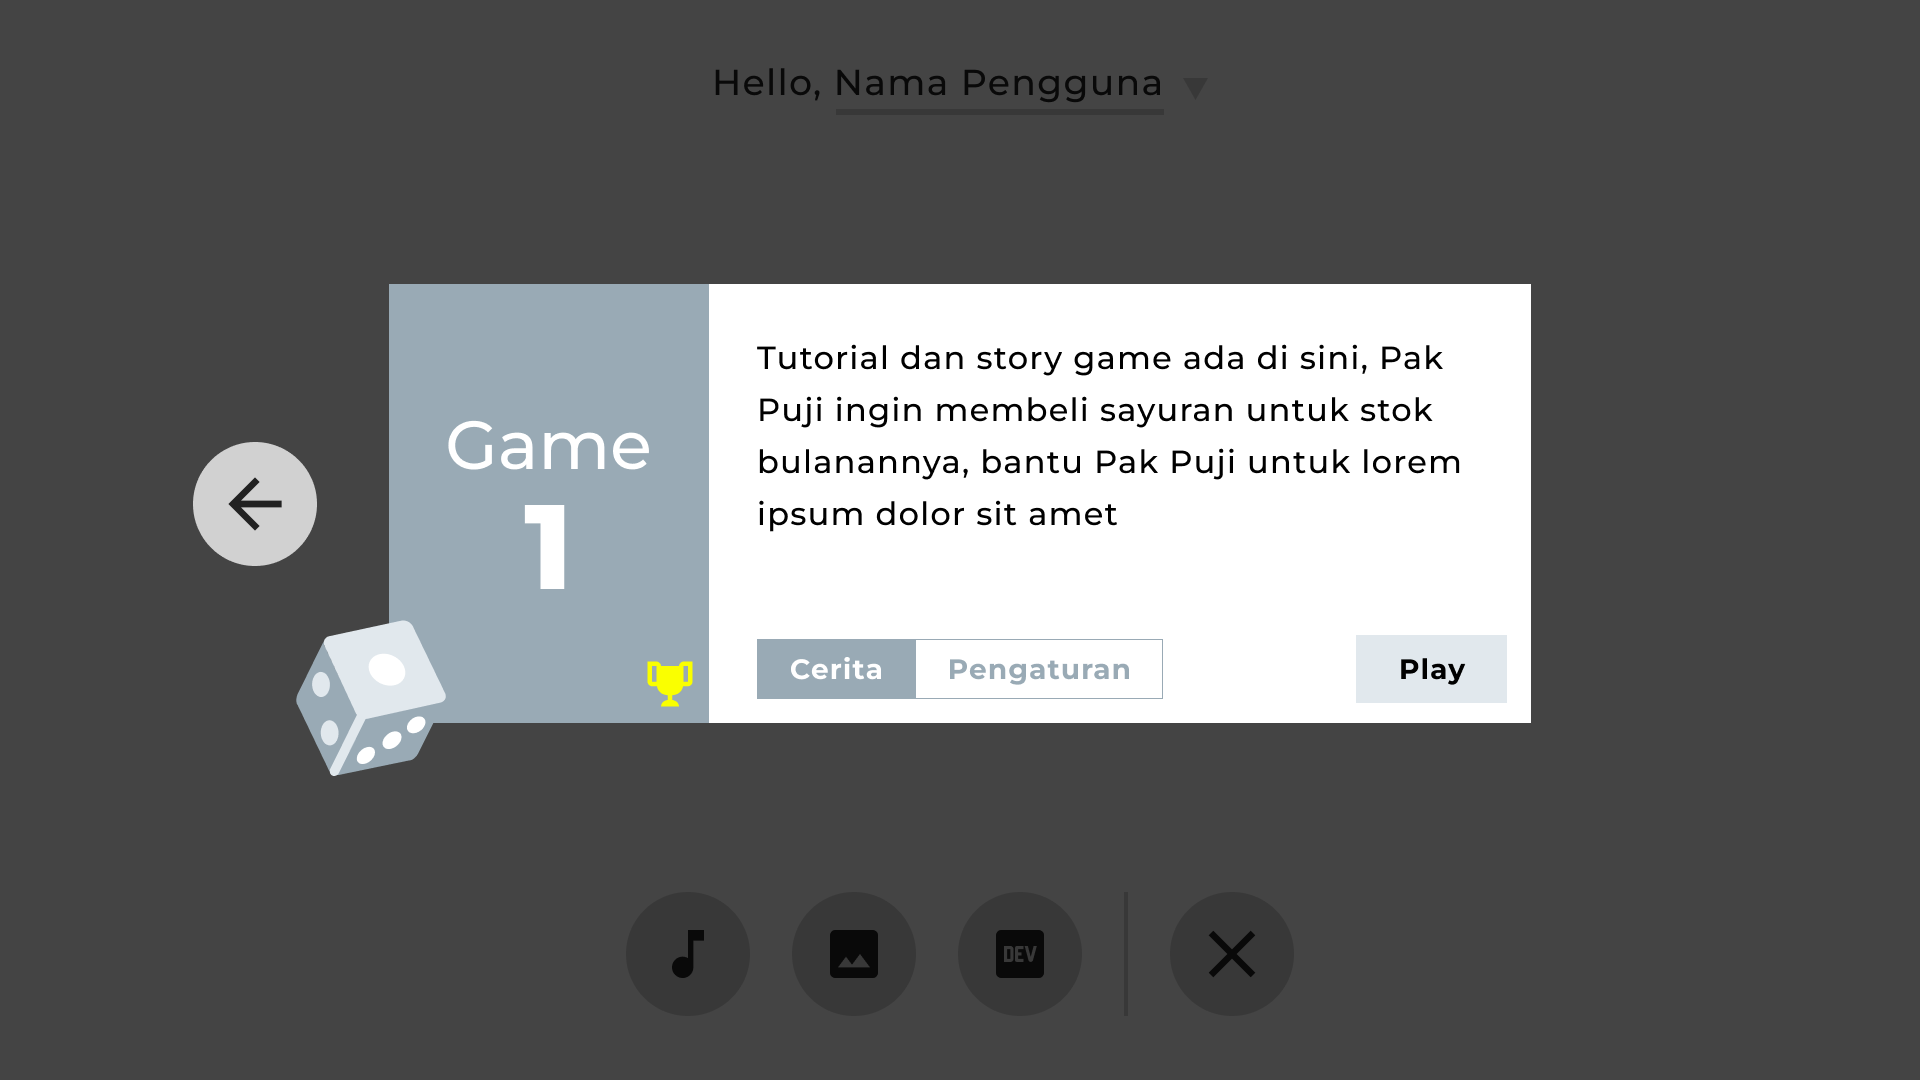 Hello, Nama Pengguna
Game
1
Tutorial dan story game ada di sini, Pak
Puji ingin membeli sayuran untuk stok
bulanannya, bantu Pak Puji untuk lorem
ipsum dolor sit amet
Cerita
Pengaturan
Play
DEV